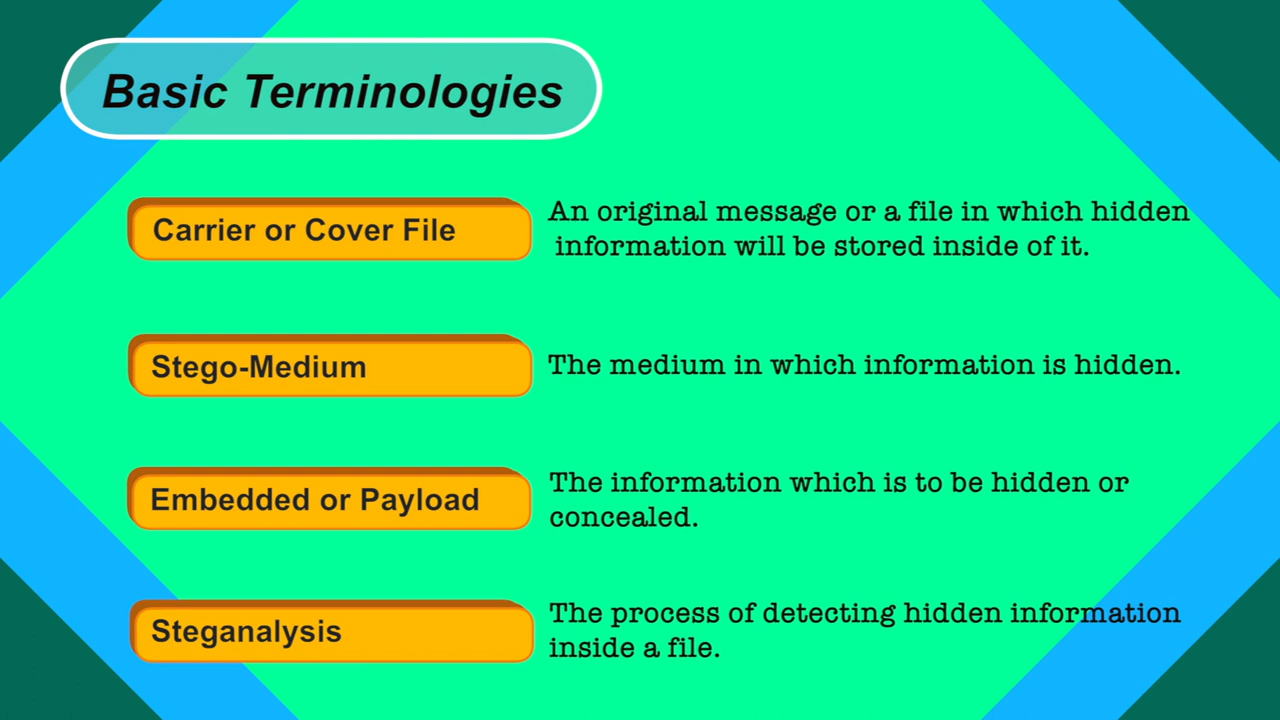 Basic Terminologies
Carrier or Cover File
An original message or a file in which hidden
information will be stored inside of it.
Stego-Medium
The medium in which information is hidden.
Embedded or Payload
The information which is to be hidden or
concealed.
Steganalysis
The process of detecting hidden information
inside a file.